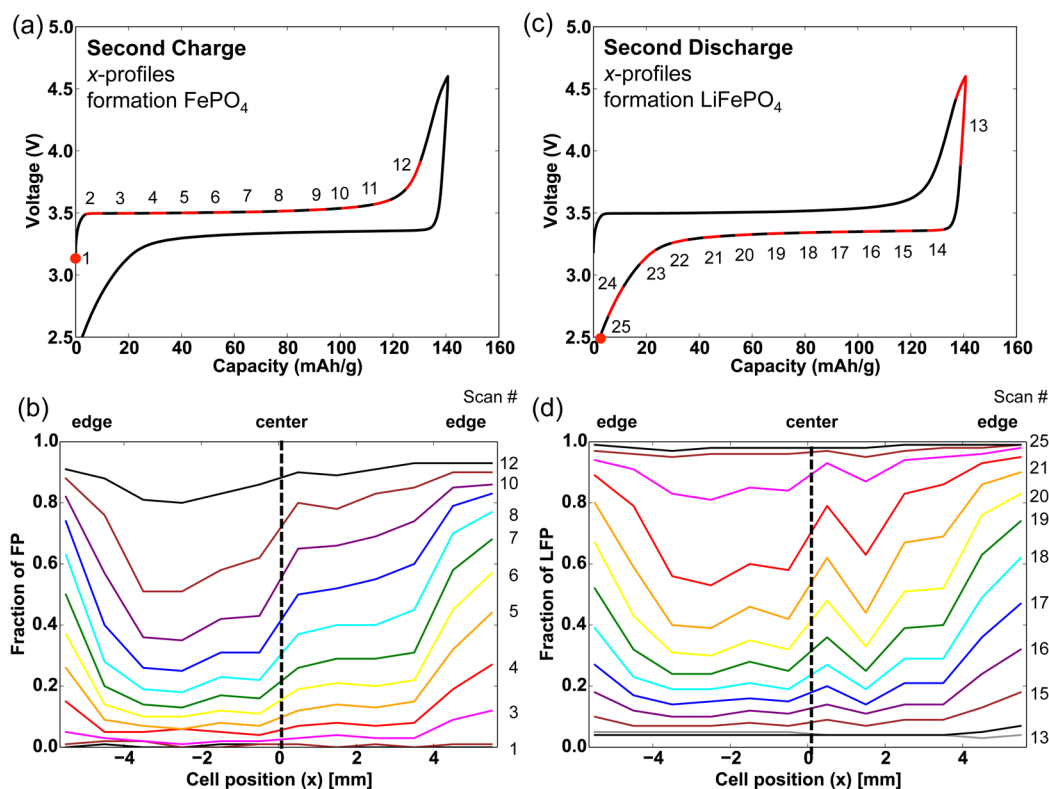 (a)
Second Charge
x-profiles
formation FePO4
5.0
4.5
4.0
3.5
3.0
2.5
Voltage (V)
1
2 3 4 5 6 7 8 9 10 11 12
0 20 40 60 80 100 120 140 160
Capacity (mAh/g)
(c)
Second Discharge
x-profiles
formation LiFePO4
5.0
4.5
4.0
3.5
3.0
2.5
Voltage (V)
13
25 24 23 22 21 20 19 18 17 16 15 14
0 20 40 60 80 100 120 140 160
Capacity (mAh/g)
(b)
edge center edge
Scan #
1.0
0.8
0.6
0.4
0.2
0.0
Fraction of FP
12
10
8
7
6
5
4
3
1
−4 −2 0 2 4
Cell position (x) [mm]
(d)
edge center edge
Scan #
1.0
0.8
0.6
0.4
0.2
0.0
Fraction of LFP
25
21
20
19
18
17
16
15
13
−4 −2 0 2 4
Cell position (x) [mm]